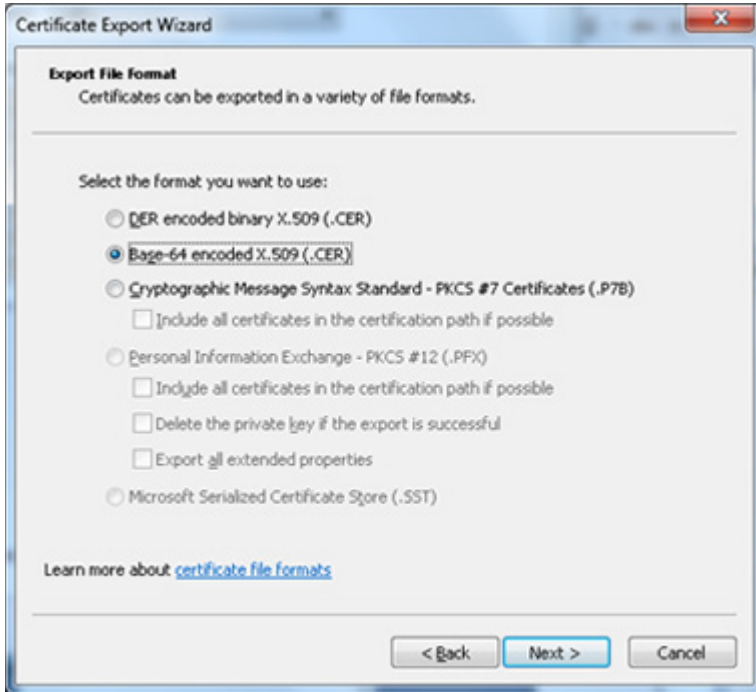 Certificate Export Wizard
Export File Format
Certificates can be exported in a variety of file formats.
Select the format you want to use:
DER encoded binary X.509 (.CER)
Base-64 encoded X.509 (.CER)
Cryptographic Message Syntax Standard - PKCS #7 Certificates (.P7B)
Include all certificates in the certification path if possible
Personal Information Exchange - PKCS #12 (.PFX)
Include all certificates in the certification path if possible
Delete the private key if the export is successful
Export all extended properties
Microsoft Serialized Certificate Store (.SST)
Learn more about certificate file formats
< Back Next > Cancel